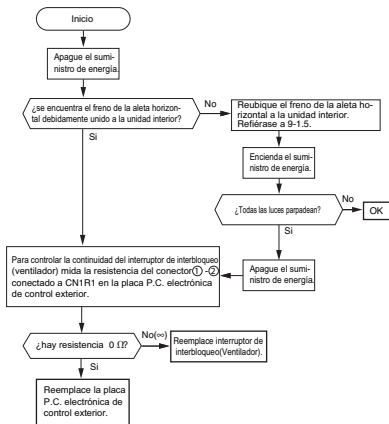 Inicio
Apague el sumi-
nistro de energía.
¿se encuentra el freno de la aleta horizon-
tal debidamente unido a la unidad interior?
No
Reubique el freno de la aleta ho-
rizontal a la unidad interior.
Refiérase a 9-1.5.
Si
Encienda el sumi-
nistro de energía.
¿Todas las luces parpadean?
No
OK
Si
Apague el sumi-
nistro de energía.
Para controlar la continuidad del interruptor de interbloqueo
(ventilador) mida la resistencia del conector① -②
conectado a CN1R1 en la placa P.C. electrónica
de control exterior.
¿hay resistencia 0 Ω?
No(∞)
Reemplace interruptor de
interbloqueo(Ventilador).
Si
Reemplace la placa
P.C. electrónica de
control exterior.